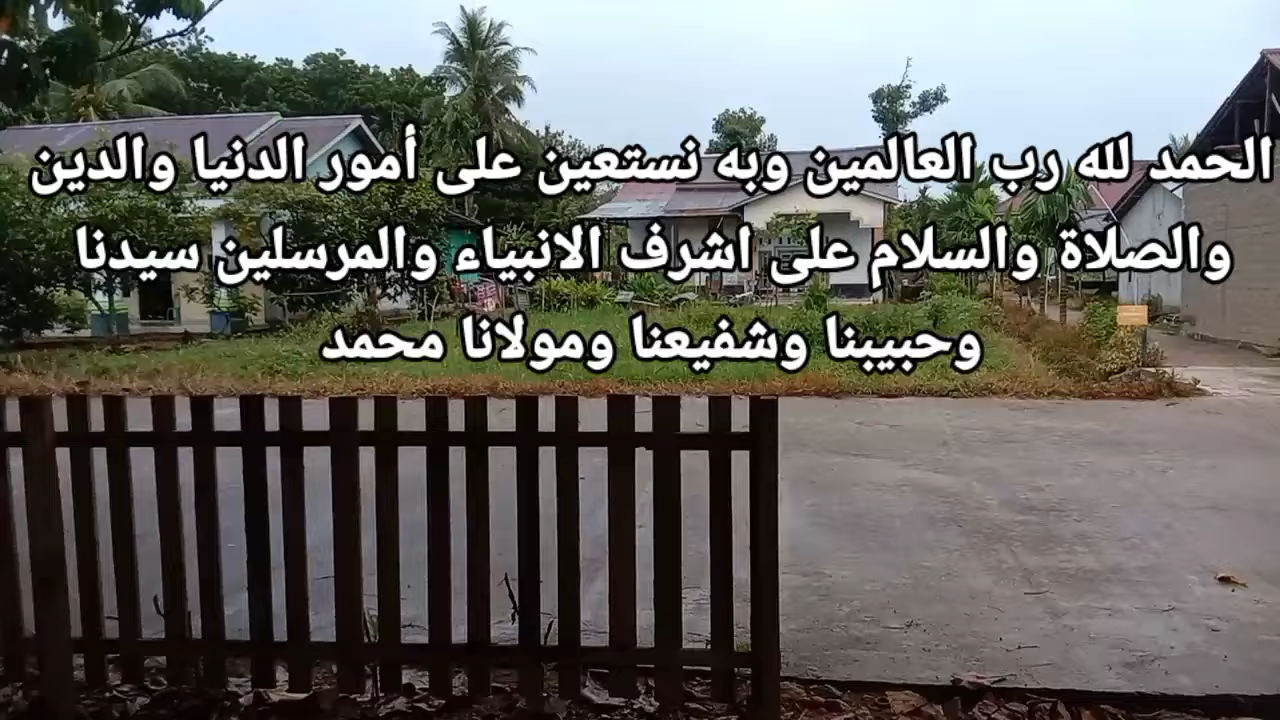 الحمد لله رب العالمين وبه نستعين على أمور الدنيا والدين
والصلاة والسلام على اشرف الانبياء والمرسلين سيدنا
وحبيبنا وشفيعنا ومولانا محمد